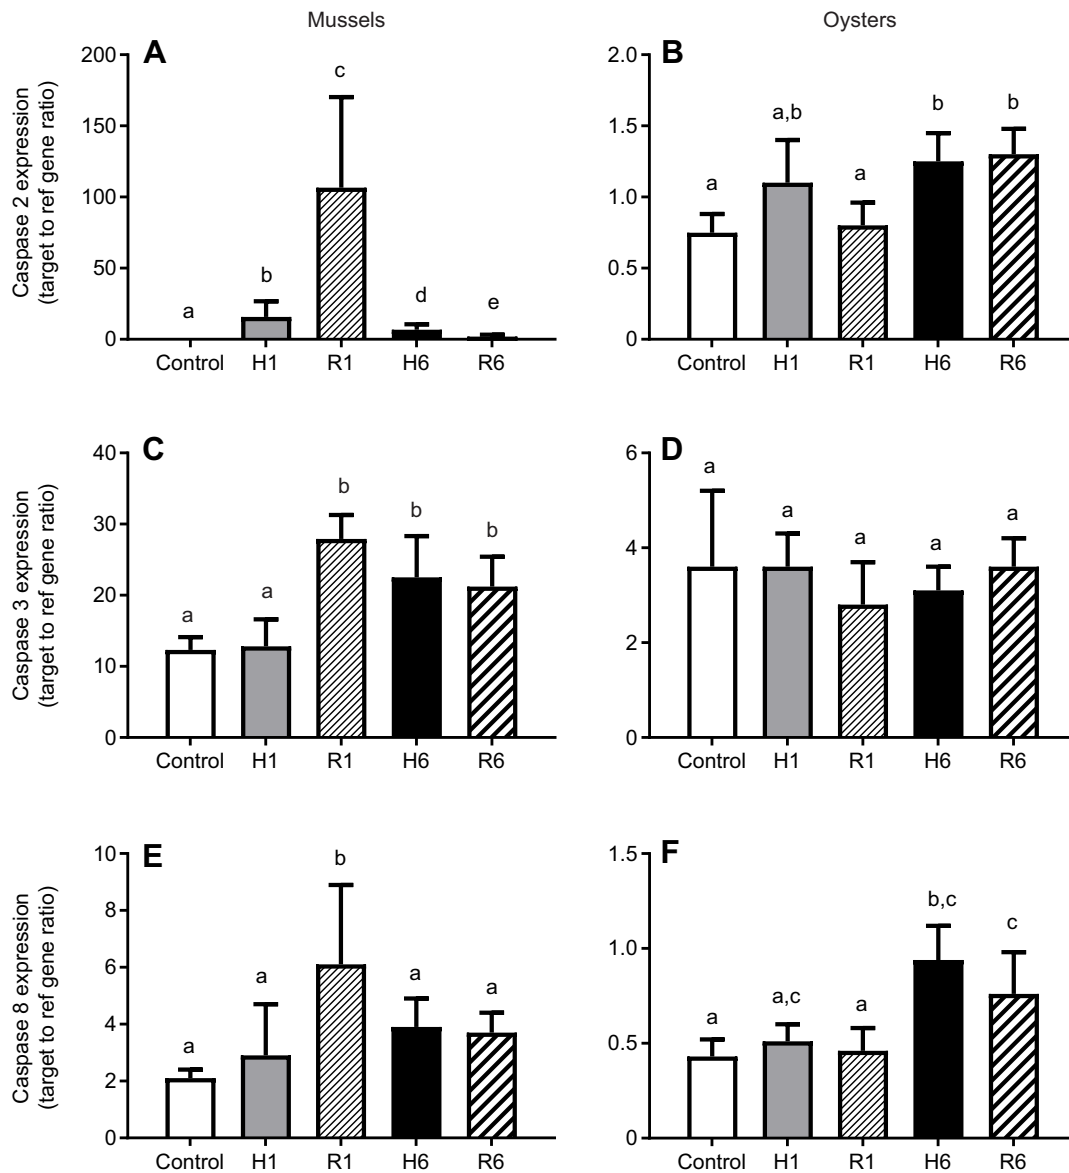 Mussels
Oysters
A
Caspase 2 expression
(target to ref gene ratio)
200
150
100
50
0
a
b
c
d
e
Control H1 R1 H6 R6
B
2.0
1.5
1.0
0.5
0
a
a,b
a
b
b
Control H1 R1 H6 R6
C
Caspase 3 expression
(target to ref gene ratio)
40
30
20
10
0
a
a
b
b
b
Control H1 R1 H6 R6
D
6
4
2
0
a
a
a
a
a
Control H1 R1 H6 R6
E
Caspase 8 expression
(target to ref gene ratio)
10
8
6
4
2
0
a
a
b
a
a
Control H1 R1 H6 R6
F
1.5
1.0
0.5
0
a
a,c
a
b,c
c
Control H1 R1 H6 R6